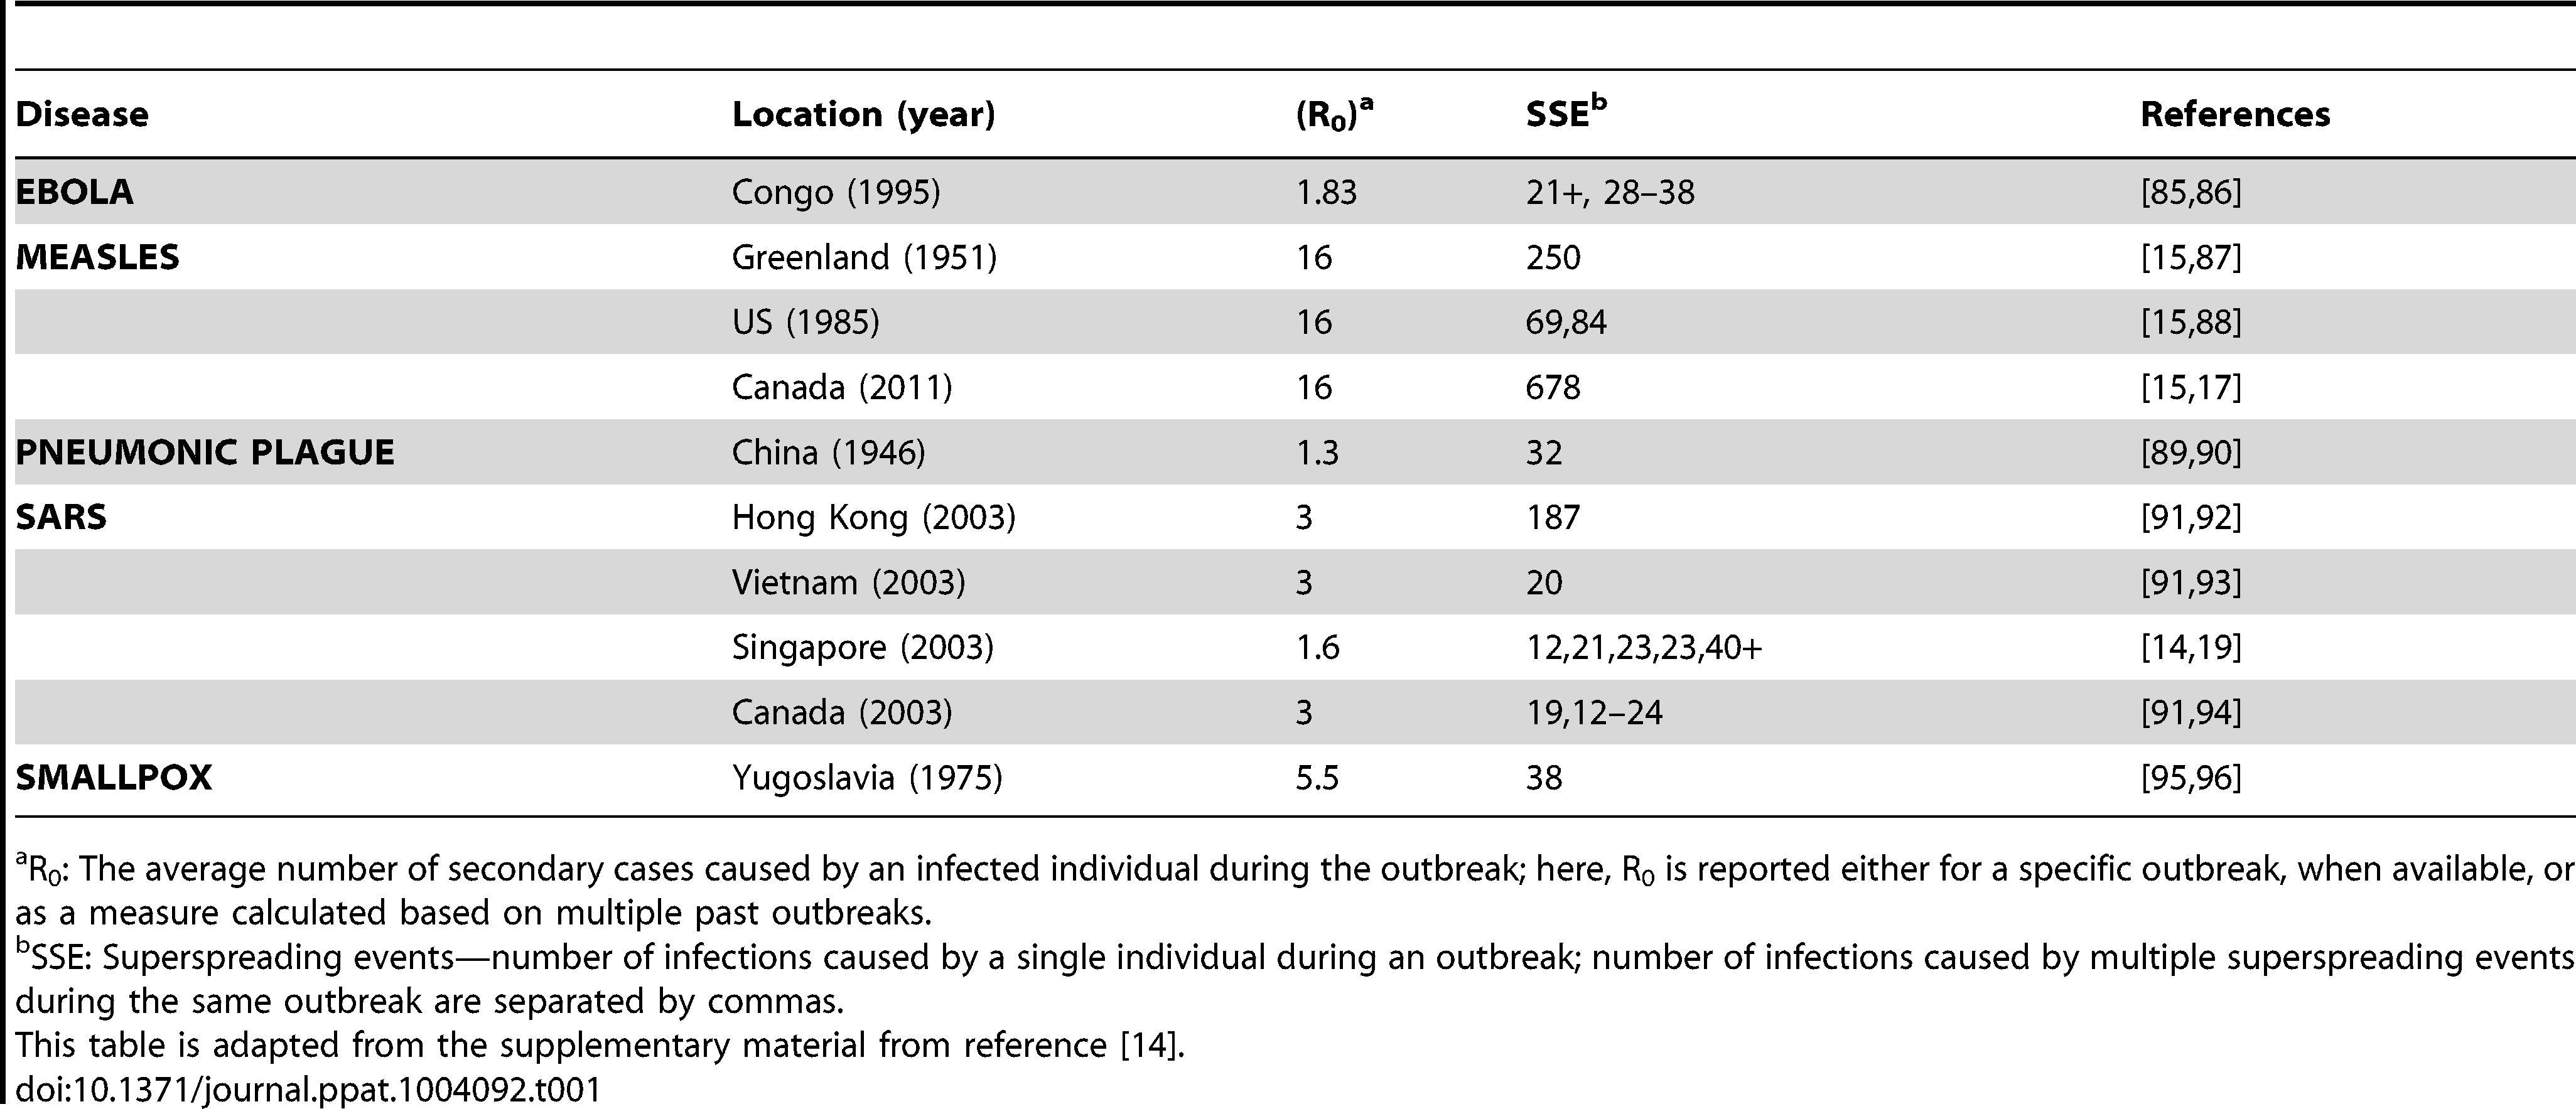 Disease Location (year) (R₀)ᵃ SSEᵇ References
EBOLA Congo (1995) 1.83 21+, 28–38 [85,86]
MEASLES Greenland (1951) 16 250 [15,87]
US (1985) 16 69,84 [15,88]
Canada (2011) 16 678 [15,17]
PNEUMONIC PLAGUE China (1946) 1.3 32 [89,90]
SARS Hong Kong (2003) 3 187 [91,92]
Vietnam (2003) 3 20 [91,93]
Singapore (2003) 1.6 12,21,23,23,40+ [14,19]
Canada (2003) 3 19,12–24 [91,94]
SMALLPOX Yugoslavia (1975) 5.5 38 [95,96]
ᵃR₀: The average number of secondary cases caused by an infected individual during the outbreak; here, R₀ is reported either for a specific outbreak, when available, or
as a measure calculated based on multiple past outbreaks.
ᵇSSE: Superspreading events—number of infections caused by a single individual during an outbreak; number of infections caused by multiple superspreading events
during the same outbreak are separated by commas.
This table is adapted from the supplementary material from reference [14].
doi:10.1371/journal.ppat.1004092.t001